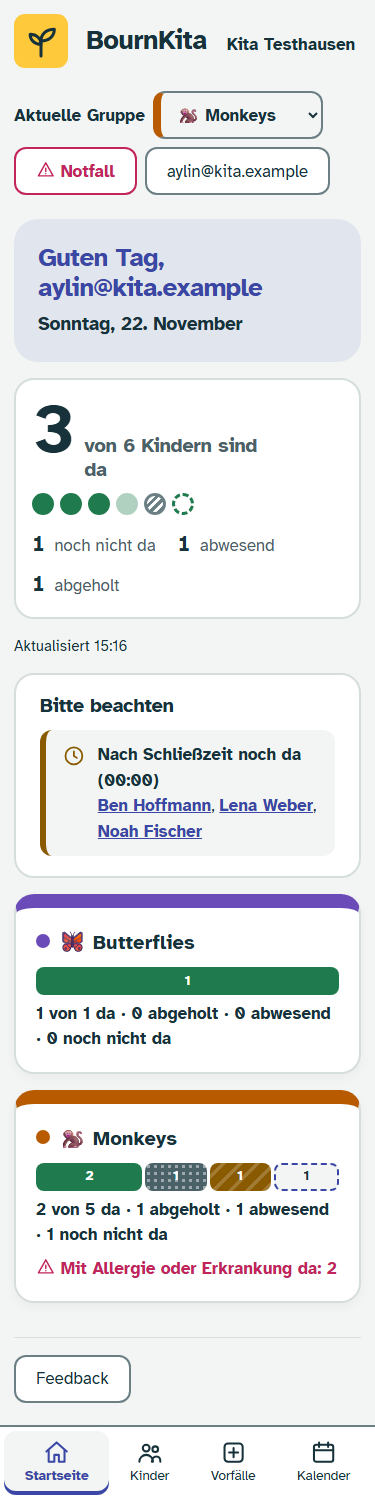 BournKita
Kita Testhausen
Aktuelle Gruppe
Monkeys
Notfall
aylin@kita.example
Guten Tag,
aylin@kita.example
Sonntag, 22. November
3 von 6 Kindern sind
da
1 noch nicht da 1 abwesend
1 abgeholt
Aktualisiert 15:16
Bitte beachten
Nach Schließzeit noch da
(00:00)
Ben Hoffmann, Lena Weber,
Noah Fischer
Butterflies
1
1 von 1 da · 0 abgeholt · 0 abwesend
· 0 noch nicht da
Monkeys
2 1 1 1
2 von 5 da · 1 abgeholt · 1 abwesend
· 1 noch nicht da
Mit Allergie oder Erkrankung da: 2
Feedback
Startseite Kinder Vorfälle Kalender